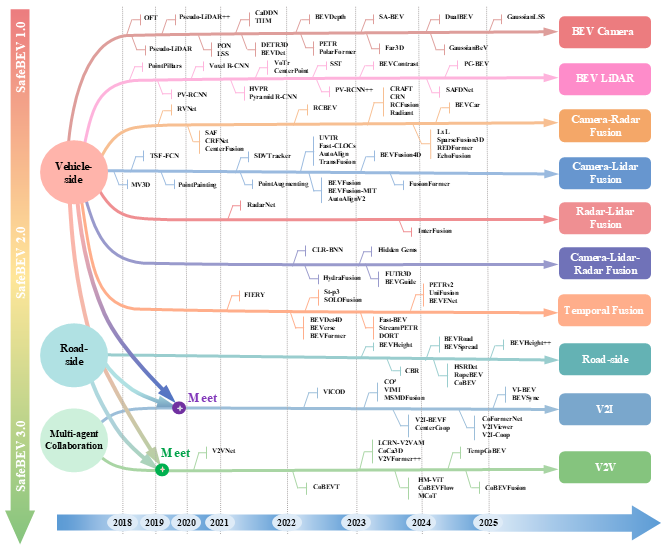 SafeBEV 1.0
SafeBEV 2.0
SafeBEV 3.0
Vehicle-
side
Road-
side
Multi-agent
Collaboration
OFT
Pseudo-LiDAR++
CaDDN
TIIM
BEVDepth
SA-BEV
DualBEV
GaussianLSS
Pseudo-LiDAR
PON
LSS
DETR3D
BEVDet
PETR
PolarFormer
Far3D
GaussianBeV
BEV Camera
PointPillars
Voxel R-CNN
VoTr
CenterPoint
SST
BEVContrast
PG-BEV
PV-RCNN
HVPR
Pyramid R-CNN
PV-RCNN++
SAFDNet
BEV LiDAR
RVNet
RCBEV
CRAFT
CRN
RCFusion
Radiant
BEVCar
SAF
CRFNet
CenterFusion
LxL
SparseFusion3D
REDFormer
EchoFusion
Camera-Radar
Fusion
TSF-FCN
SDVTracker
UVTR
Fast-CLOCs
AutoAlign
TransFusion
BEVFusion4D
MV3D
PointPainting
PointAugmenting
BEVFusion
BEVFusion-MIT
AutoAlignV2
FusionFormer
Camera-Lidar
Fusion
RadarNet
InterFusion
Radar-Lidar
Fusion
CLR-BNN
Hidden Gems
HydraFusion
FUTR3D
BEVGuide
Camera-Lidar-
Radar Fusion
FIERY
St-p3
SOLOFusion
PETRv2
UniFusion
BEVENet
BEVDet4D
BEVerse
BEVFormer
Fast-BEV
StreamPETR
DORT
Temporal Fusion
BEVHeight
BEVRoad
BEVSpread
BEVHeight++
CBR
HSRDet
RopeBEV
CoBEV
Road-side
Meet
VICOD
CO³
VIMI
MSMDFusion
VI-BEV
BEVSync
V2I-BEVF
CenterCoop
CoFormerNet
V2IViewer
V2I-Coop
V2I
Meet
V2VNet
LCRN-V2VAM
CoCa3D
V2VFormer++
TempCoBEV
CoBEVT
HM-ViT
CoBEVFlow
MCoT
CoBEVFusion
V2V
2018
2019
2020
2021
2022
2023
2024
2025